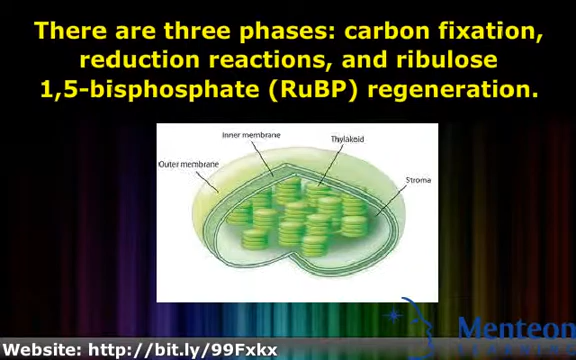 There are three phases: carbon fixation,
reduction reactions, and ribulose
1,5-bisphosphate (RuBP) regeneration.
Inner membrane
Thylakoid
Outer membrane
Stroma
Menteon
Website: http://bit.ly/99Fxkx